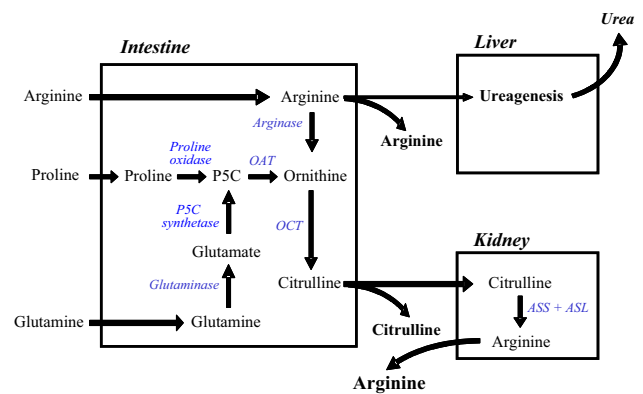 Urea
Intestine
Liver
Arginine
Arginine
Ureagenesis
Arginase
Arginine
Proline
oxidase
OAT
Proline
Proline
P5C
Ornithine
P5C
synthetase
OCT
Kidney
Glutamate
Glutaminase
Citrulline
Citrulline
ASS + ASL
Glutamine
Glutamine
Citrulline
Arginine
Arginine